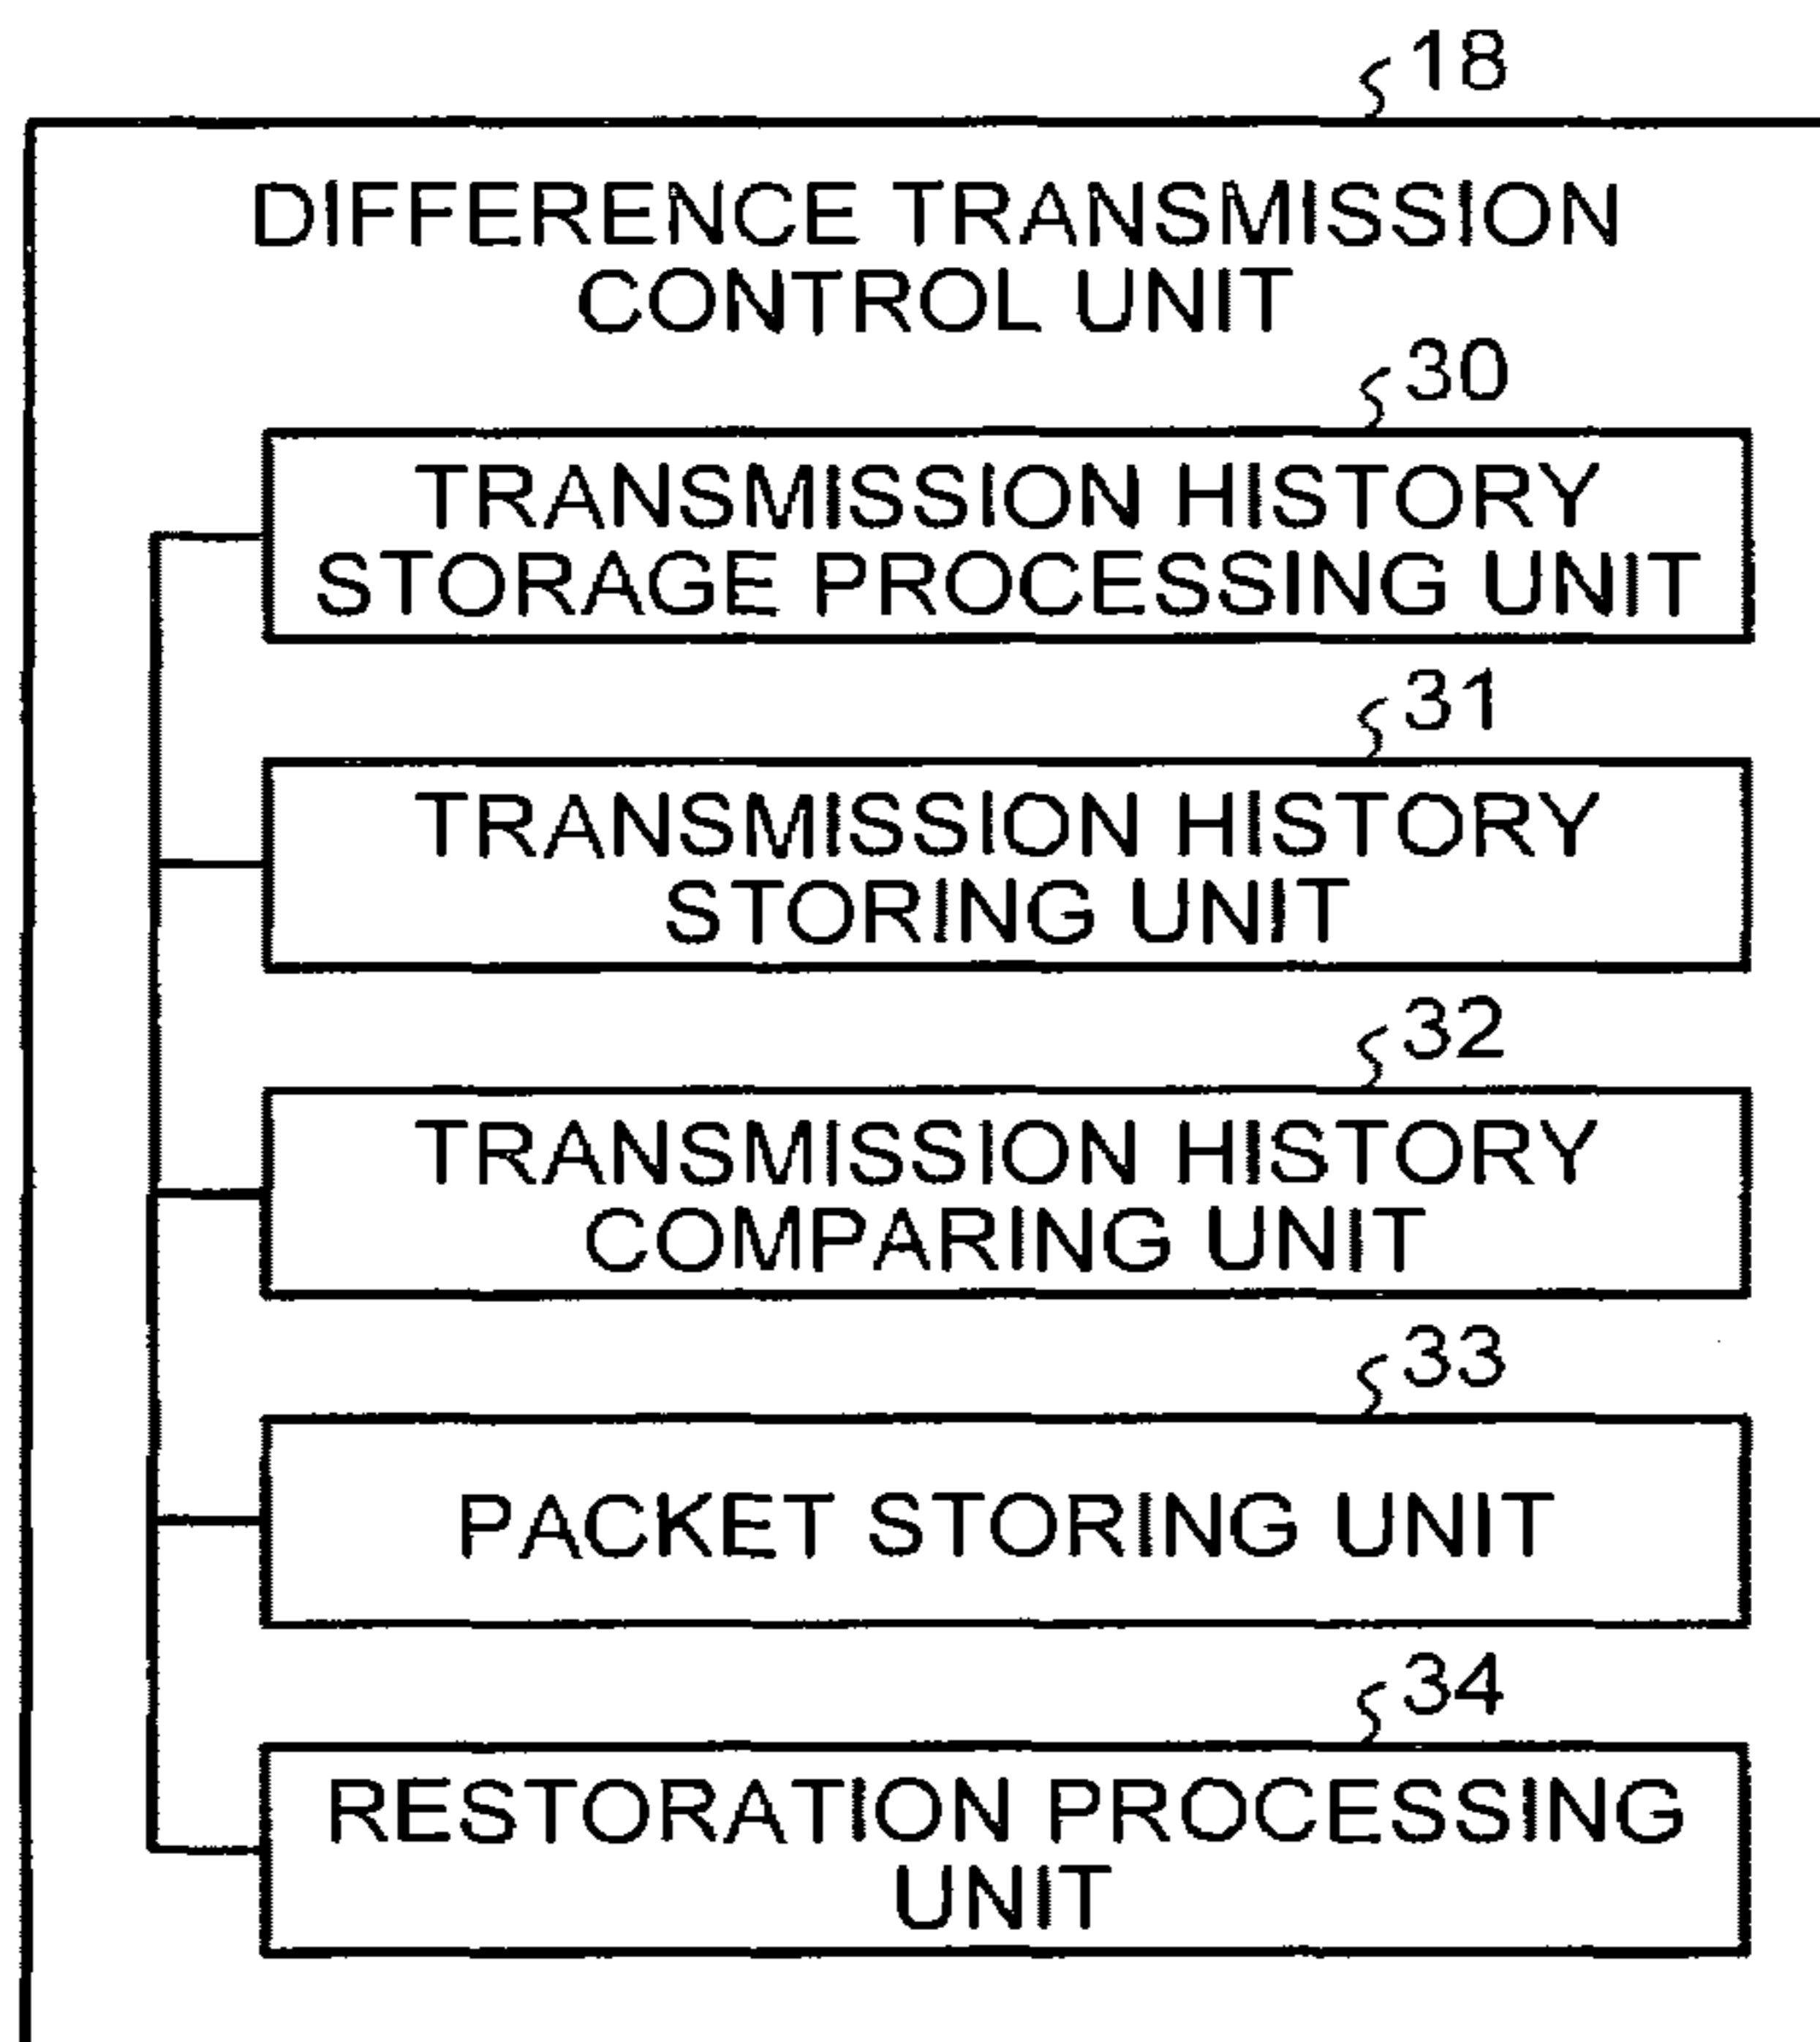 18
DIFFERENCE TRANSMISSION
CONTROL UNIT
30
TRANSMISSION HISTORY
STORAGE PROCESSING UNIT
31
TRANSMISSION HISTORY
STORING UNIT
32
TRANSMISSION HISTORY
COMPARING UNIT
33
PACKET STORING UNIT
34
RESTORATION PROCESSING
UNIT